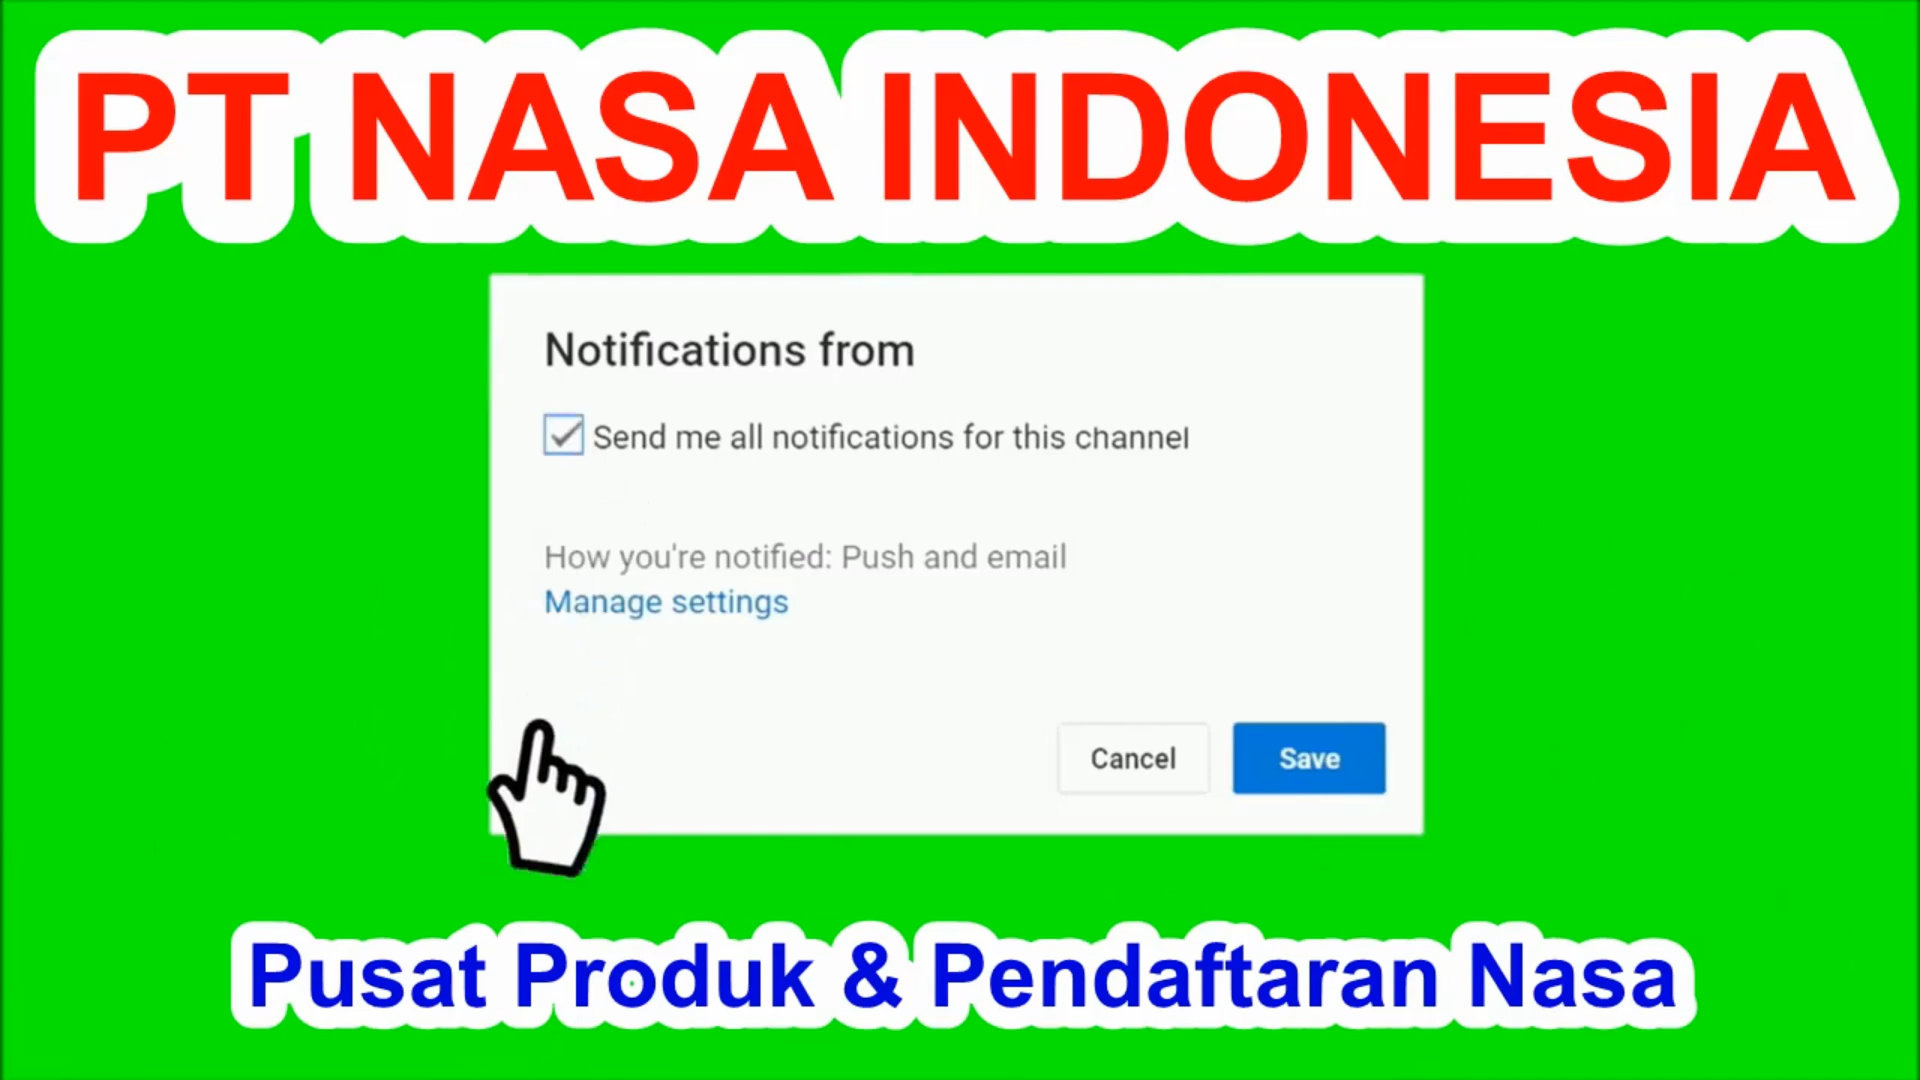 PT NASA INDONESIA
Notifications from
Send me all notifications for this channel
How you're notified: Push and email
Manage settings
Cancel
Save
Pusat Produk & Pendaftaran Nasa